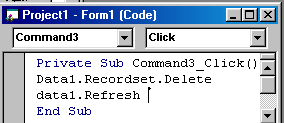 Project1 - Form1 (Code)
Command3 Click
Private Sub Command3_Click()
Data1.Recordset.Delete
data1.Refresh
End Sub